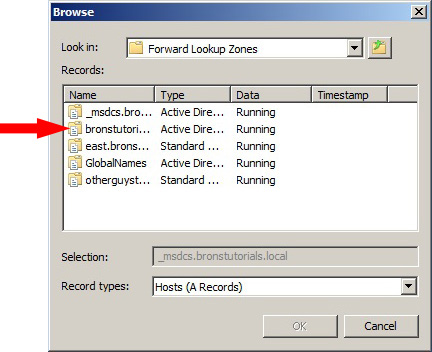 Browse
Look in: Forward Lookup Zones
Records:
Name Type Data Timestamp
_msdcs.bro... Active Dire... Running
bronstutori... Active Dire... Running
east.brons... Standard ... Running
GlobalNames Active Dire... Running
otherguyst... Standard ... Running
Selection: _msdcs.bronstutorials.local
Record types: Hosts (A Records)
OK Cancel